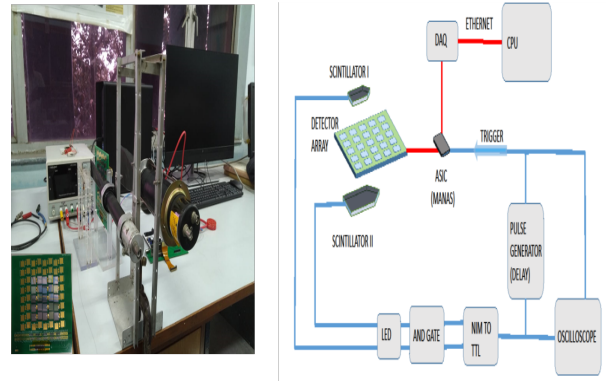 ETHERNET
DAQ
CPU
SCINTILLATOR I
DETECTOR
ARRAY
TRIGGER
ASIC
(MANAS)
SCINTILLATOR II
PULSE
GENERATOR
(DELAY)
LED
AND GATE
NIM TO
TTL
OSCILLOSCOPE